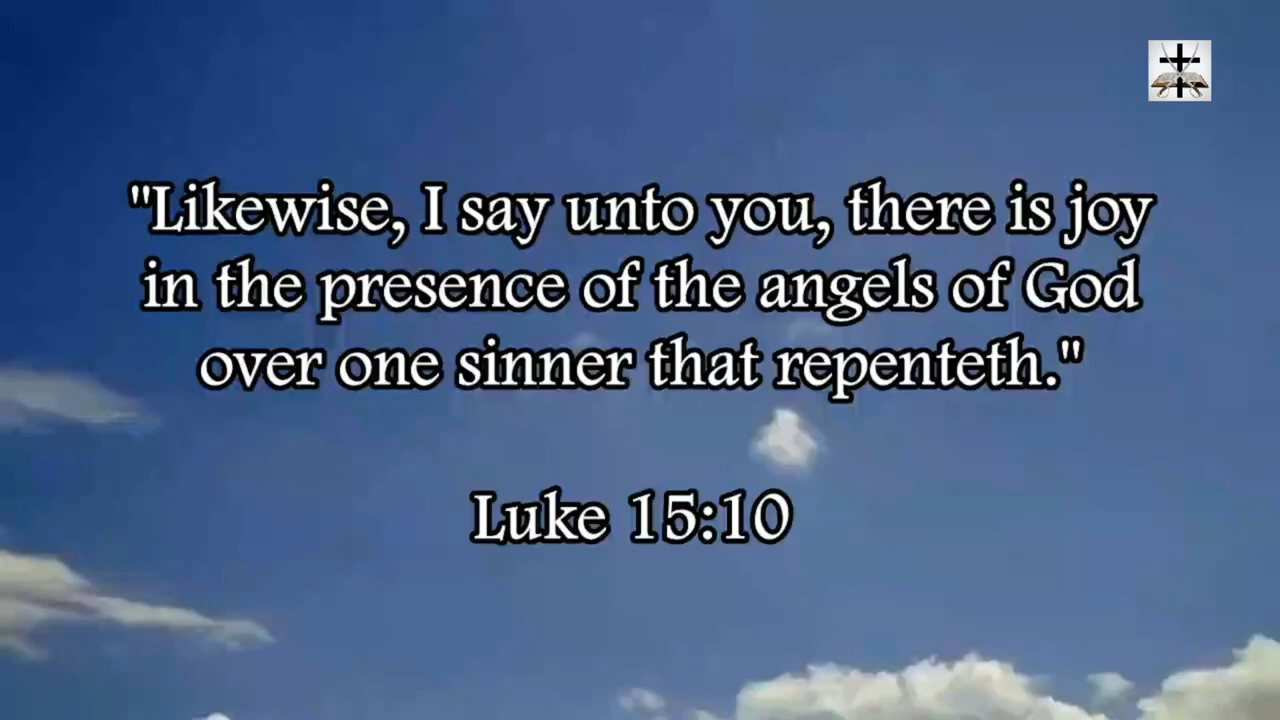 "Likewise, I say unto you, there is joy
in the presence of the angels of God
over one sinner that repenteth."
Luke 15:10